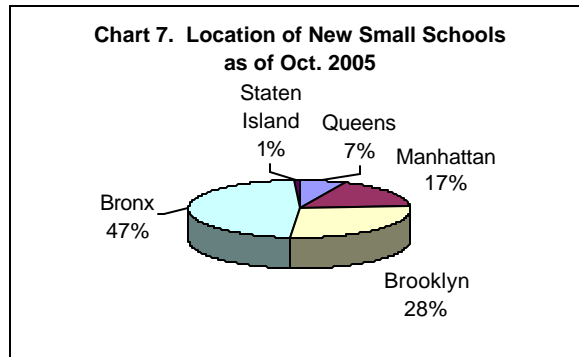 Chart 7.  Location of New Small Schools
as of Oct. 2005
Staten
Island
1%
Queens
7%
Manhattan
17%
Bronx
47%
Brooklyn
28%